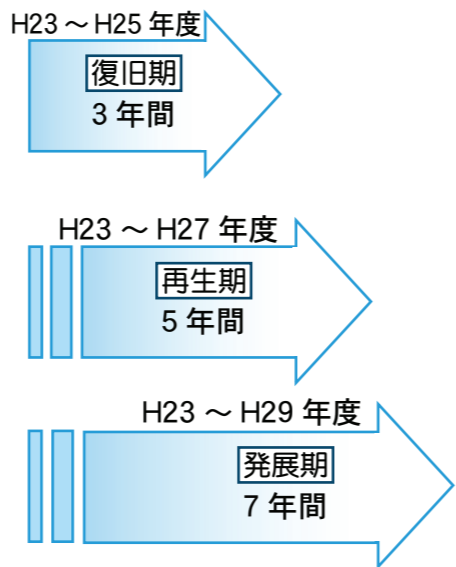 H23 ～ H25 年度
復旧期
3 年間
H23 ～ H27 年度
再生期
5 年間
H23 ～ H29 年度
発展期
7 年間